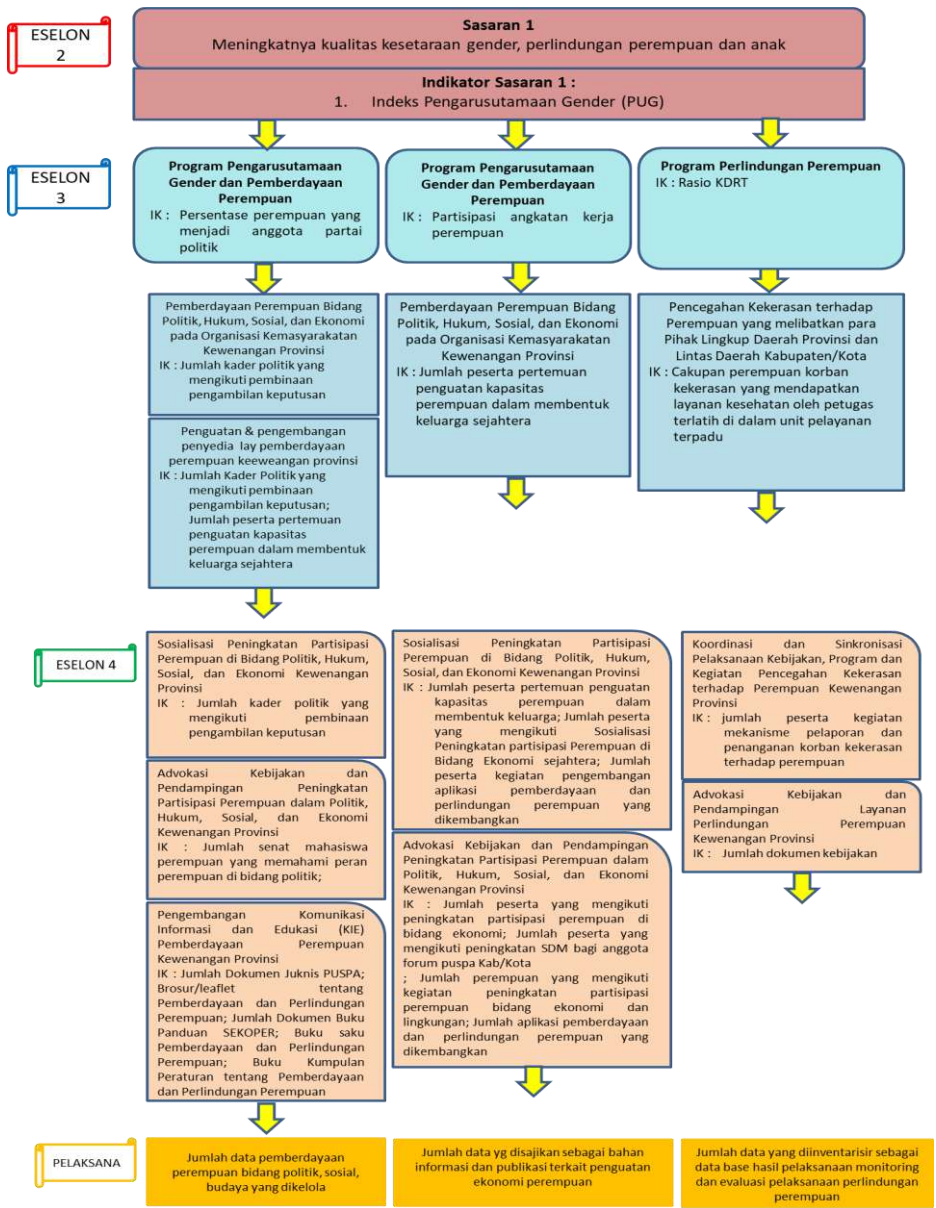 ESELON
2
Sasaran 1
Meningkatnya kualitas kesetaraan gender, perlindungan perempuan dan anak
Indikator Sasaran 1 :
1. Indeks Pengarusutamaan Gender (PUG)
ESELON
3
Program Pengarusutamaan
Gender dan Pemberdayaan
Perempuan
IK : Persentase perempuan yang
menjadi anggota partai
politik
Program Pengarusutamaan
Gender dan Pemberdayaan
Perempuan
IK : Partisipasi angkatan kerja
perempuan
Program Perlindungan Perempuan
IK : Rasio KDRT
Pemberdayaan Perempuan Bidang
Politik, Hukum, Sosial, dan Ekonomi
pada Organisasi Kemasyarakatan
Kewenangan Provinsi
IK : Jumlah kader politik yang
mengikuti pembinaan
pengambilan keputusan
Penguatan & pengembangan
penyedia lay pemberdayaan
perempuan keeweangan provinsi
IK : Jumlah Kader Politik yang
mengikuti pembinaan
pengambilan keputusan;
Jumlah peserta pertemuan
penguatan kapasitas
perempuan dalam membentuk
keluarga sejahtera
Pemberdayaan Perempuan Bidang
Politik, Hukum, Sosial, dan Ekonomi
pada Organisasi Kemasyarakatan
Kewenangan Provinsi
IK : Jumlah peserta pertemuan
penguatan kapasitas
perempuan dalam membentuk
keluarga sejahtera
Pencegahan Kekerasan terhadap
Perempuan yang melibatkan para
Pihak Lingkup Daerah Provinsi dan
Lintas Daerah Kabupaten/Kota
IK : Cakupan perempuan korban
kekerasan yang mendapatkan
layanan kesehatan oleh petugas
terlatih di dalam unit pelayanan
terpadu
ESELON 4
Sosialisasi Peningkatan Partisipasi
Perempuan di Bidang Politik, Hukum,
Sosial, dan Ekonomi Kewenangan
Provinsi
IK : Jumlah kader politik yang
mengikuti pembinaan
pengambilan keputusan
Advokasi Kebijakan dan
Pendampingan Peningkatan
Partisipasi Perempuan dalam Politik,
Hukum, Sosial, dan Ekonomi
Kewenangan Provinsi
IK : Jumlah senat mahasiswa
perempuan yang memahami peran
perempuan di bidang politik;
Pengembangan Komunikasi
Informasi dan Edukasi (KIE)
Pemberdayaan Perempuan
Kewenangan Provinsi
IK : Jumlah Dokumen Juknis PUSPA;
Brosur/leaflet tentang
Pemberdayaan dan Perlindungan
Perempuan; Jumlah Dokumen Buku
Panduan SEKOPER; Buku saku
Pemberdayaan dan Perlindungan
Perempuan; Buku Kumpulan
Peraturan tentang Pemberdayaan
dan Perlindungan Perempuan
Sosialisasi Peningkatan Partisipasi
Perempuan di Bidang Politik, Hukum,
Sosial, dan Ekonomi Kewenangan Provinsi
IK : Jumlah peserta pertemuan penguatan
kapasitas perempuan dalam
membentuk keluarga; Jumlah peserta
yang mengikuti Sosialisasi
Peningkatan partisipasi Perempuan di
Bidang Ekonomi sejahtera; Jumlah
peserta kegiatan pengembangan
aplikasi pemberdayaan dan
perlindungan perempuan yang
dikembangkan
Advokasi Kebijakan dan Pendampingan
Peningkatan Partisipasi Perempuan dalam
Politik, Hukum, Sosial, dan Ekonomi
Kewenangan Provinsi
IK : Jumlah peserta yang mengikuti
peningkatan partisipasi perempuan di
bidang ekonomi; Jumlah peserta yang
mengikuti peningkatan SDM bagi anggota
forum puspa Kab/Kota
; Jumlah perempuan yang mengikuti
kegiatan peningkatan partisipasi
perempuan bidang ekonomi dan
lingkungan; Jumlah aplikasi pemberdayaan
dan perlindungan perempuan yang
dikembangkan
Koordinasi dan Sinkronisasi
Pelaksanaan Kebijakan, Program dan
Kegiatan Pencegahan Kekerasan
terhadap Perempuan Kewenangan
Provinsi
IK : jumlah peserta kegiatan
mekanisme pelaporan dan
penanganan korban kekerasan
terhadap perempuan
Advokasi Kebijakan dan
Pendampingan Layanan
Perlindungan Perempuan
Kewenangan Provinsi
IK : Jumlah dokumen kebijakan
PELAKSANA
Jumlah data pemberdayaan
perempuan bidang politik, sosial,
budaya yang dikelola
Jumlah data yg disajikan sebagai bahan
informasi dan publikasi terkait penguatan
ekonomi perempuan
Jumlah data yang diinventarisir sebagai
data base hasil pelaksanaan monitoring
dan evaluasi pelaksanaan perlindungan
perempuan